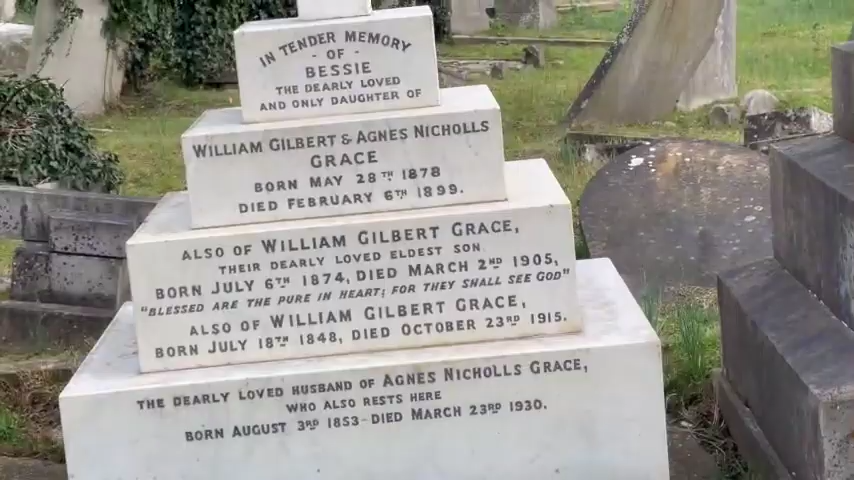 IN TENDER MEMORY
- OF -
BESSIE
THE DEARLY LOVED
AND ONLY DAUGHTER OF
WILLIAM GILBERT & AGNES NICHOLLS
GRACE
BORN MAY 28TH 1878
DIED FEBRUARY 6TH 1899.
ALSO OF WILLIAM GILBERT GRACE,
THEIR DEARLY LOVED ELDEST SON.
BORN JULY 6TH 1874, DIED MARCH 2ND 1905,
"BLESSED ARE THE PURE IN HEART; FOR THEY SHALL SEE GOD"
ALSO OF WILLIAM GILBERT GRACE,
BORN JULY 18TH 1848, DIED OCTOBER 23RD 1915.
THE DEARLY LOVED HUSBAND OF AGNES NICHOLLS GRACE,
WHO ALSO RESTS HERE
BORN AUGUST 3RD 1853-DIED MARCH 23RD 1930.